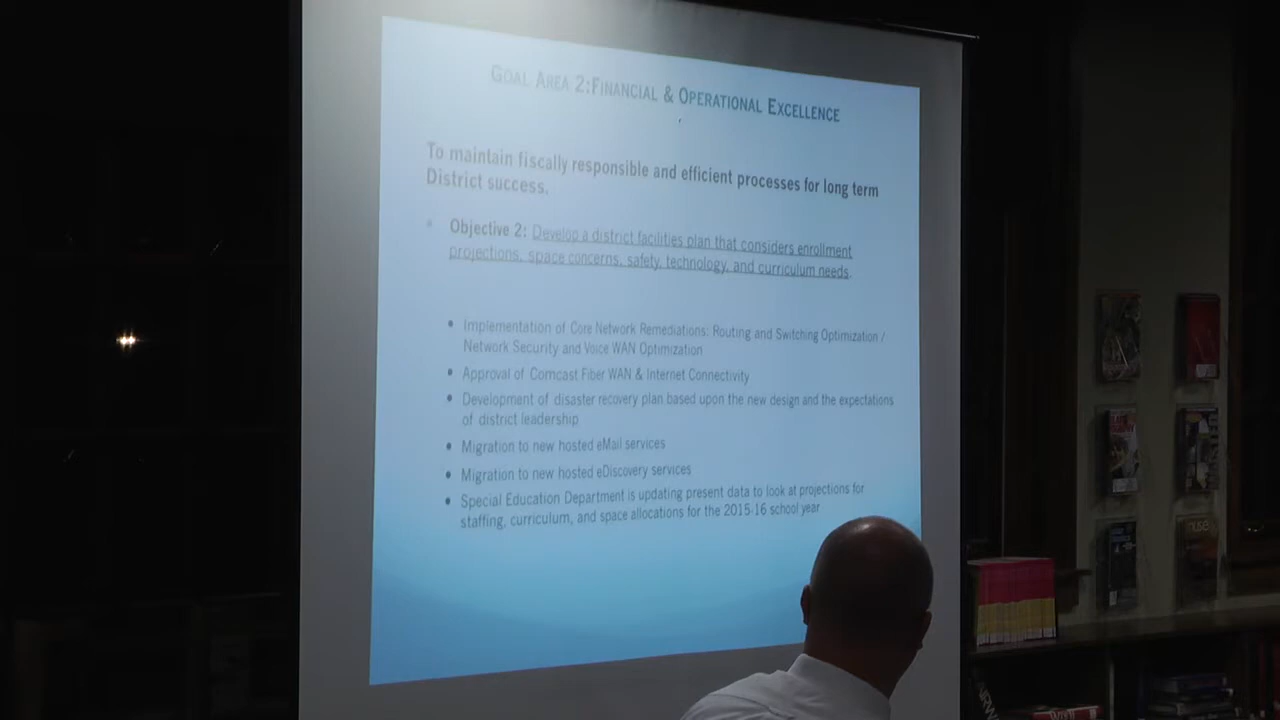 GOAL AREA 2:FINANCIAL & OPERATIONAL EXCELLENCE
To maintain fiscally responsible and efficient processes for long term
District success.
Objective 2: Develop a district facilities plan that considers enrollment
projections, space concerns, safety, technology, and curriculum needs.
Implementation of Core Network Remediations: Routing and Switching Optimization /
Network Security and Voice WAN Optimization
Approval of Comcast Fiber WAN & Internet Connectivity
Development of disaster recovery plan based upon the new design and the expectations
of district leadership
Migration to new hosted eMail services
Migration to new hosted eDiscovery services
Special Education Department is updating present data to look at projections for
staffing, curriculum, and space allocations for the 2015-16 school year